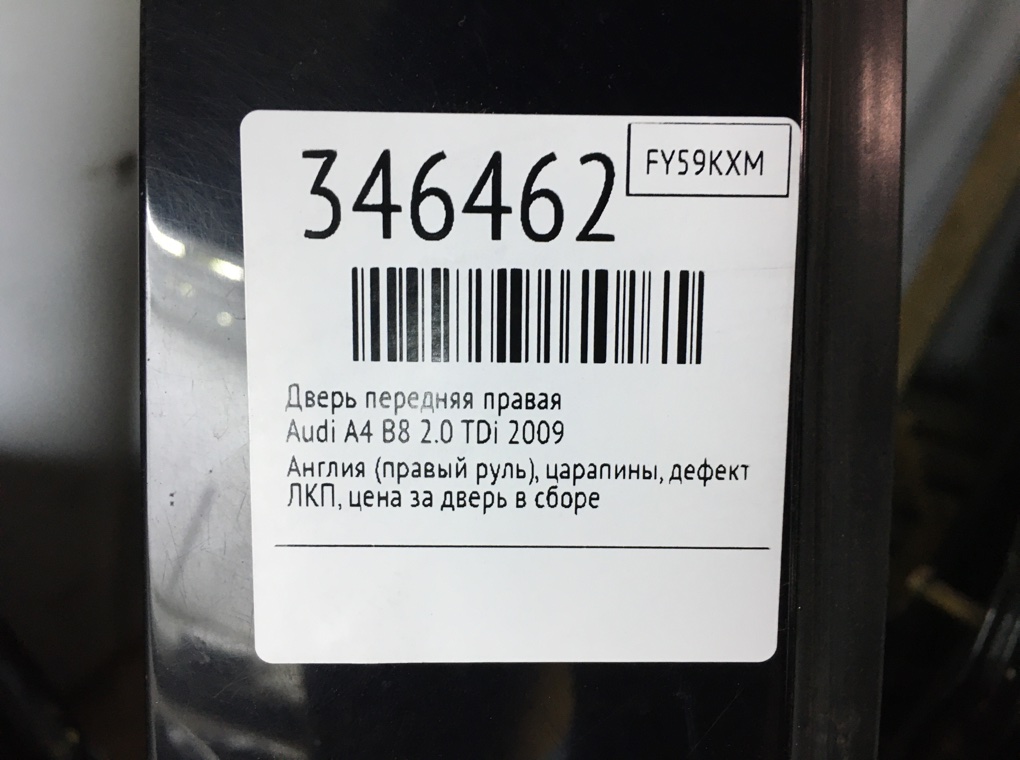 346462
FY59KXM
Дверь передняя правая
Audi A4 B8 2.0 TDi 2009
Англия (правый руль), царапины, дефект
ЛКП, цена за дверь в сборе